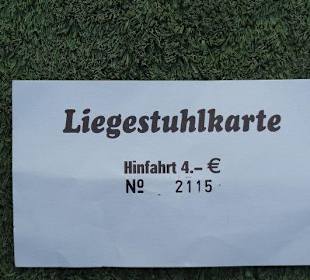 Liegestuhlkarte
Hinfahrt 4.– €
Nº 2115